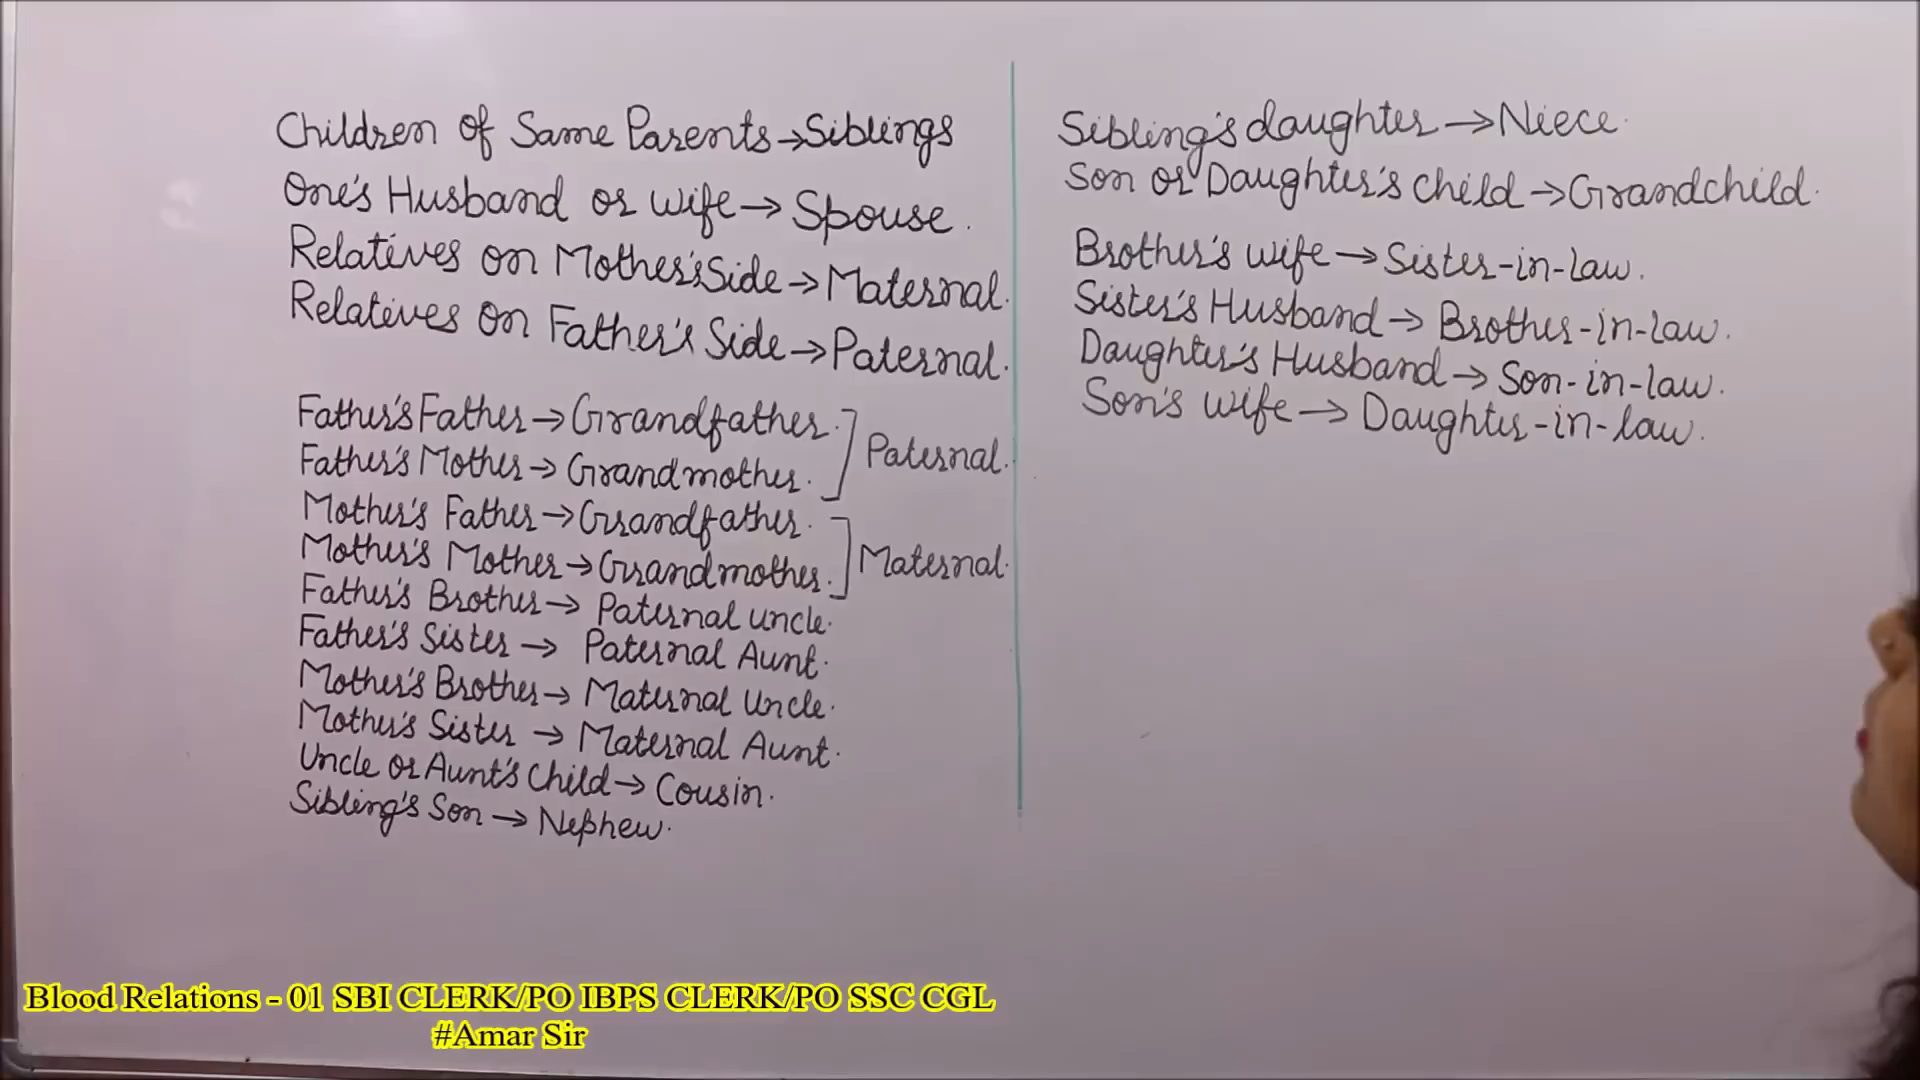 Children of Same Parents→Siblings
One's Husband or wife→ Spouse.
Relatives on Mother's Side→Maternal.
Relatives on Father's Side→Paternal.
Father's Father→Grandfather.
Father's Mother→Grandmother.
Paternal.
Mother's Father→Grandfather.
Mother's Mother→Grandmother.
Maternal.
Father's Brother→ Paternal uncle.
Father's Sister → Paternal Aunt.
Mother's Brother→ Maternal Uncle.
Mother's Sister → Maternal Aunt.
Uncle or Aunt's Child→ Cousin.
Sibling's Son→ Nephew.
Sibling's daughter→Niece.
Son or Daughter's child→Grandchild.
Brother's wife→Sister-in-law.
Sister's Husband→ Brother-in-law.
Daughter's Husband→ Son-in-law.
Son's wife→ Daughter-in-law.
Blood Relations - 01 SBI CLERK/PO IBPS CLERK/PO SSC CGL
#Amar Sir